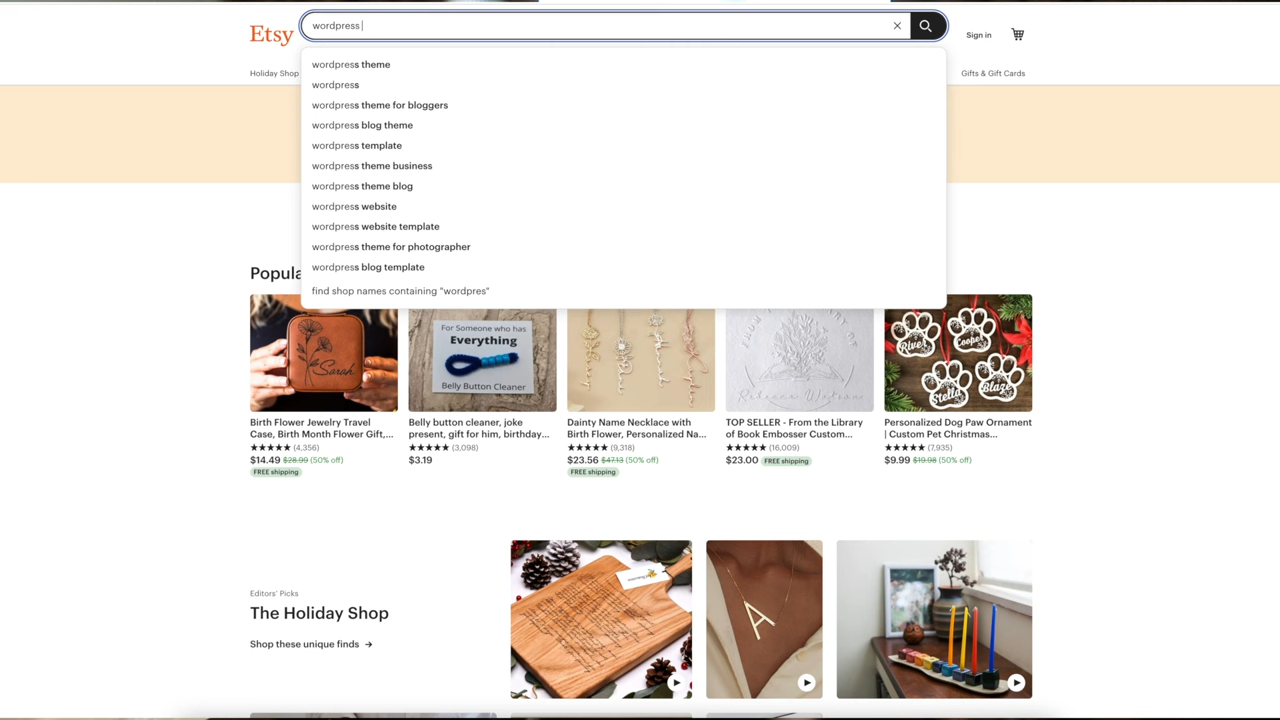 Etsy
wordpress
Sign in
Holiday Shop
Gifts & Gift Cards
wordpress theme
wordpress
wordpress theme for bloggers
wordpress blog theme
wordpress template
wordpress theme business
wordpress theme blog
wordpress website
wordpress website template
wordpress theme for photographer
wordpress blog template
find shop names containing "wordpres"
Popula
Sarah
For Someone who has
Everything
Belly Button Cleaner
River
Cooper
Stella
Blaze
Birth Flower Jewelry Travel
Case, Birth Month Flower Gift,...
★★★★★ (4,356)
$14.49 $28.99 (50% off)
FREE shipping
Belly button cleaner, joke
present, gift for him, birthday...
★★★★★ (3,098)
$3.19
Dainty Name Necklace with
Birth Flower, Personalized Na...
★★★★★ (9,318)
$23.56 $47.13 (50% off)
FREE shipping
TOP SELLER - From the Library
of Book Embosser Custom...
★★★★★ (16,009)
$23.00 FREE shipping
Personalized Dog Paw Ornament
| Custom Pet Christmas...
★★★★★ (7,935)
$9.99 $19.98 (50% off)
Editors' Picks
The Holiday Shop
Shop these unique finds →
A